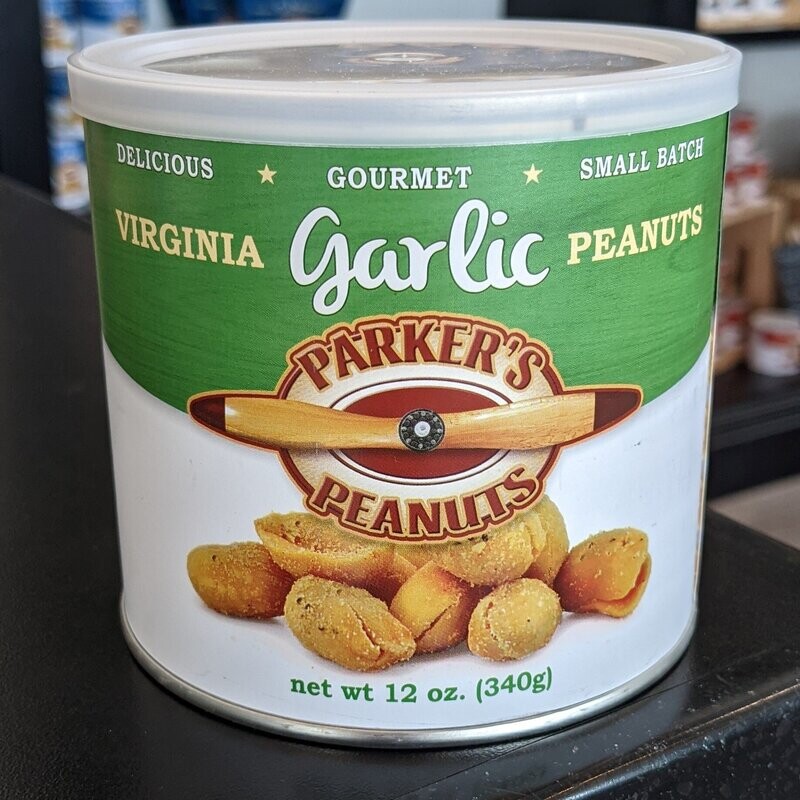 DELICIOUS ★ GOURMET ★ SMALL BATCH
VIRGINIA Garlic PEANUTS
PARKER'S
PEANUTS
net wt 12 oz. (340g)